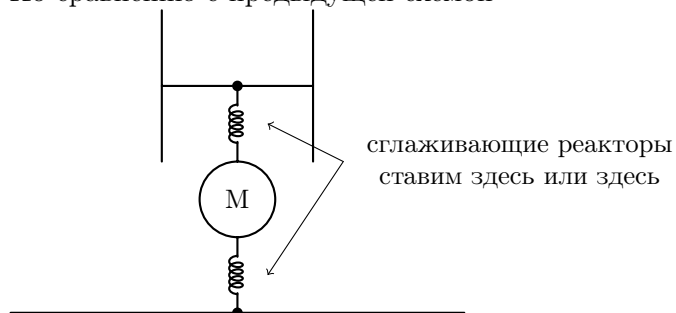 По сравнению с предыдущей схемой
сглаживающие реакторы
ставим здесь или здесь
М